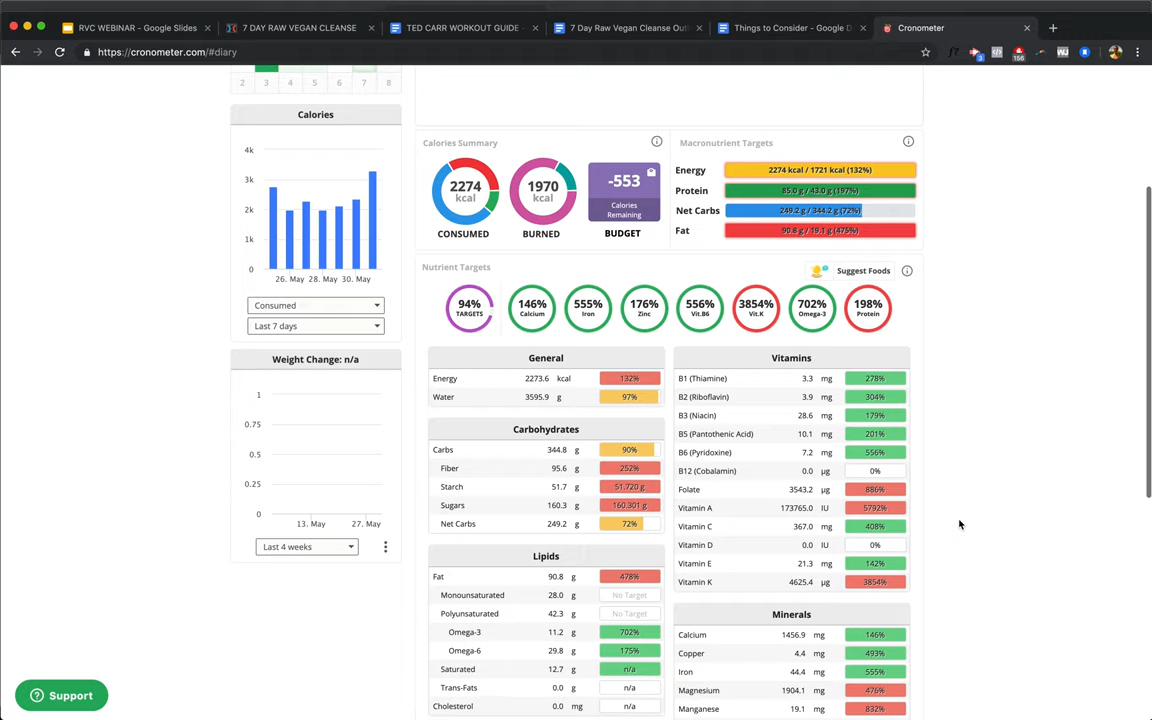 RVC WEBINAR - Google Slides
7 DAY RAW VEGAN CLEANSE
TED CARR WORKOUT GUIDE -
7 Day Raw Vegan Cleanse Out
Things to Consider - Google D
Cronometer
https://cronometer.com/#diary
2 3 4 5 6 7 8
Calories
4k
3k
2k
1k
0
26. May 28. May 30. May
Consumed
Last 7 days
Weight Change: n/a
1
0.75
0.5
0.25
0
13. May 27. May
Last 4 weeks
Support
Calories Summary
2274
kcal
CONSUMED
1970
kcal
BURNED
-553
Calories
Remaining
BUDGET
Macronutrient Targets
Energy 2274 kcal / 1721 kcal (132%)
Protein 85.0 g / 43.0 g (197%)
Net Carbs 249.2 g / 344.2 g (72%)
Fat 90.8 g / 19.1 g (475%)
Nutrient Targets
Suggest Foods
94%
TARGETS
146%
Calcium
555%
Iron
176%
Zinc
556%
Vit.B6
3854%
Vit.K
702%
Omega-3
198%
Protein
General
Energy 2273.6 kcal 132%
Water 3595.9 g 97%
Carbohydrates
Carbs 344.8 g 90%
Fiber 95.6 g 252%
Starch 51.7 g 51.720 g
Sugars 160.3 g 160.301 g
Net Carbs 249.2 g 72%
Lipids
Fat 90.8 g 478%
Monounsaturated 28.0 g No Target
Polyunsaturated 42.3 g No Target
Omega-3 11.2 g 702%
Omega-6 29.8 g 175%
Saturated 12.7 g n/a
Trans-Fats 0.0 g n/a
Cholesterol 0.0 mg n/a
Vitamins
B1 (Thiamine) 3.3 mg 278%
B2 (Riboflavin) 3.9 mg 304%
B3 (Niacin) 28.6 mg 179%
B5 (Pantothenic Acid) 10.1 mg 201%
B6 (Pyridoxine) 7.2 mg 556%
B12 (Cobalamin) 0.0 µg 0%
Folate 3543.2 µg 886%
Vitamin A 173765.0 IU 5792%
Vitamin C 367.0 mg 408%
Vitamin D 0.0 IU 0%
Vitamin E 21.3 mg 142%
Vitamin K 4625.4 µg 3854%
Minerals
Calcium 1456.9 mg 146%
Copper 4.4 mg 493%
Iron 44.4 mg 555%
Magnesium 1904.1 mg 476%
Manganese 19.1 mg 832%